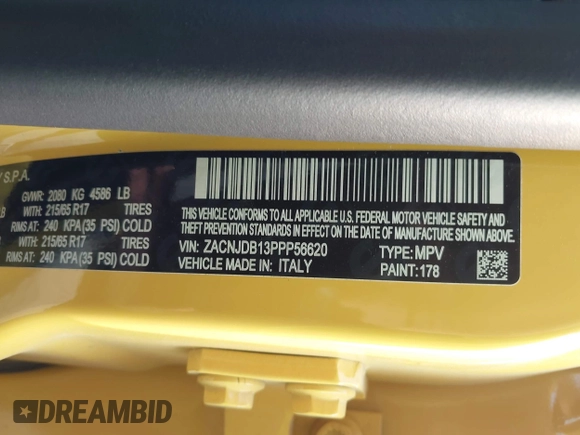 S.P.A.
GVWR: 2080 KG 4586 LB
WITH 215/65 R17 TIRES
RIMS AT: 240 KPA (35 PSI) COLD
WITH 215/65 R17 TIRES
RIMS AT: 240 KPA (35 PSI) COLD
THIS VEHICLE CONFORMS TO ALL APPLICABLE U.S. FEDERAL MOTOR VEHICLE SAFETY AND
THEFT PREVENTION STANDARDS IN EFFECT ON THE DATE OF MANUFACTURE SHOWN ABOVE.
VIN: ZACNJDB13PPP56620 TYPE: MPV
VEHICLE MADE IN: ITALY PAINT: 178
DREAMBID